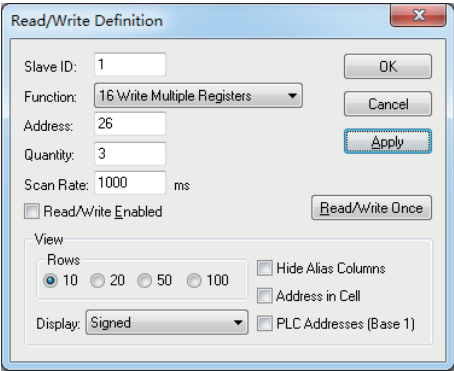 Read/Write Definition
Slave ID: 1
OK
Function: 16 Write Multiple Registers
Cancel
Address: 26
Apply
Quantity: 3
Scan Rate: 1000 ms
Read/Write Enabled
Read/Write Once
View
Rows
10 20 50 100
Hide Alias Columns
Address in Cell
Display: Signed
PLC Addresses (Base 1)